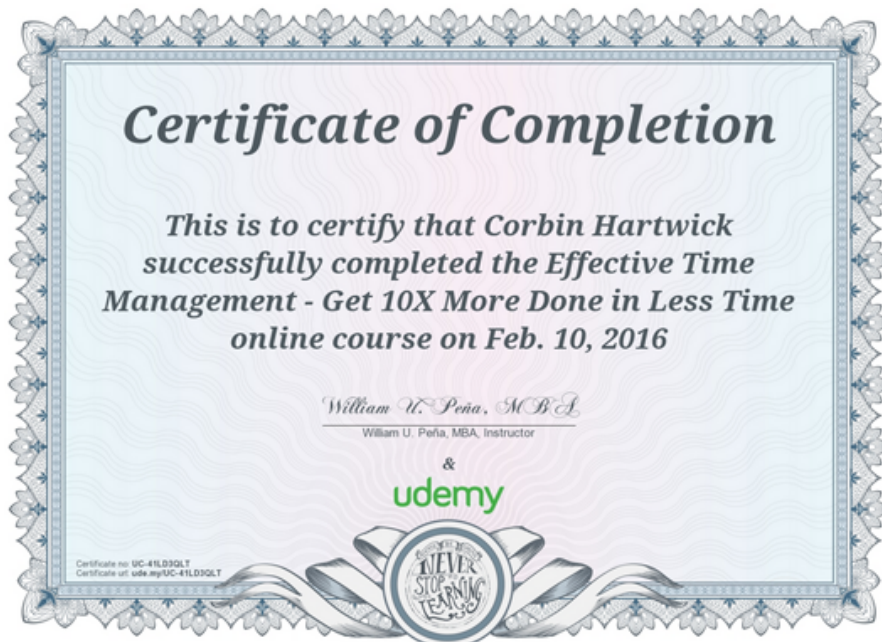 Certificate of Completion
This is to certify that Corbin Hartwick
successfully completed the Effective Time
Management - Get 10X More Done in Less Time
online course on Feb. 10, 2016
William U. Peña, MBA
William U. Peña, MBA, Instructor
&
udemy
Certificate no: UC-41LD3QLT
Certificate url: ude.my/UC-41LD3QLT
NEVER
STOP
LEARNING